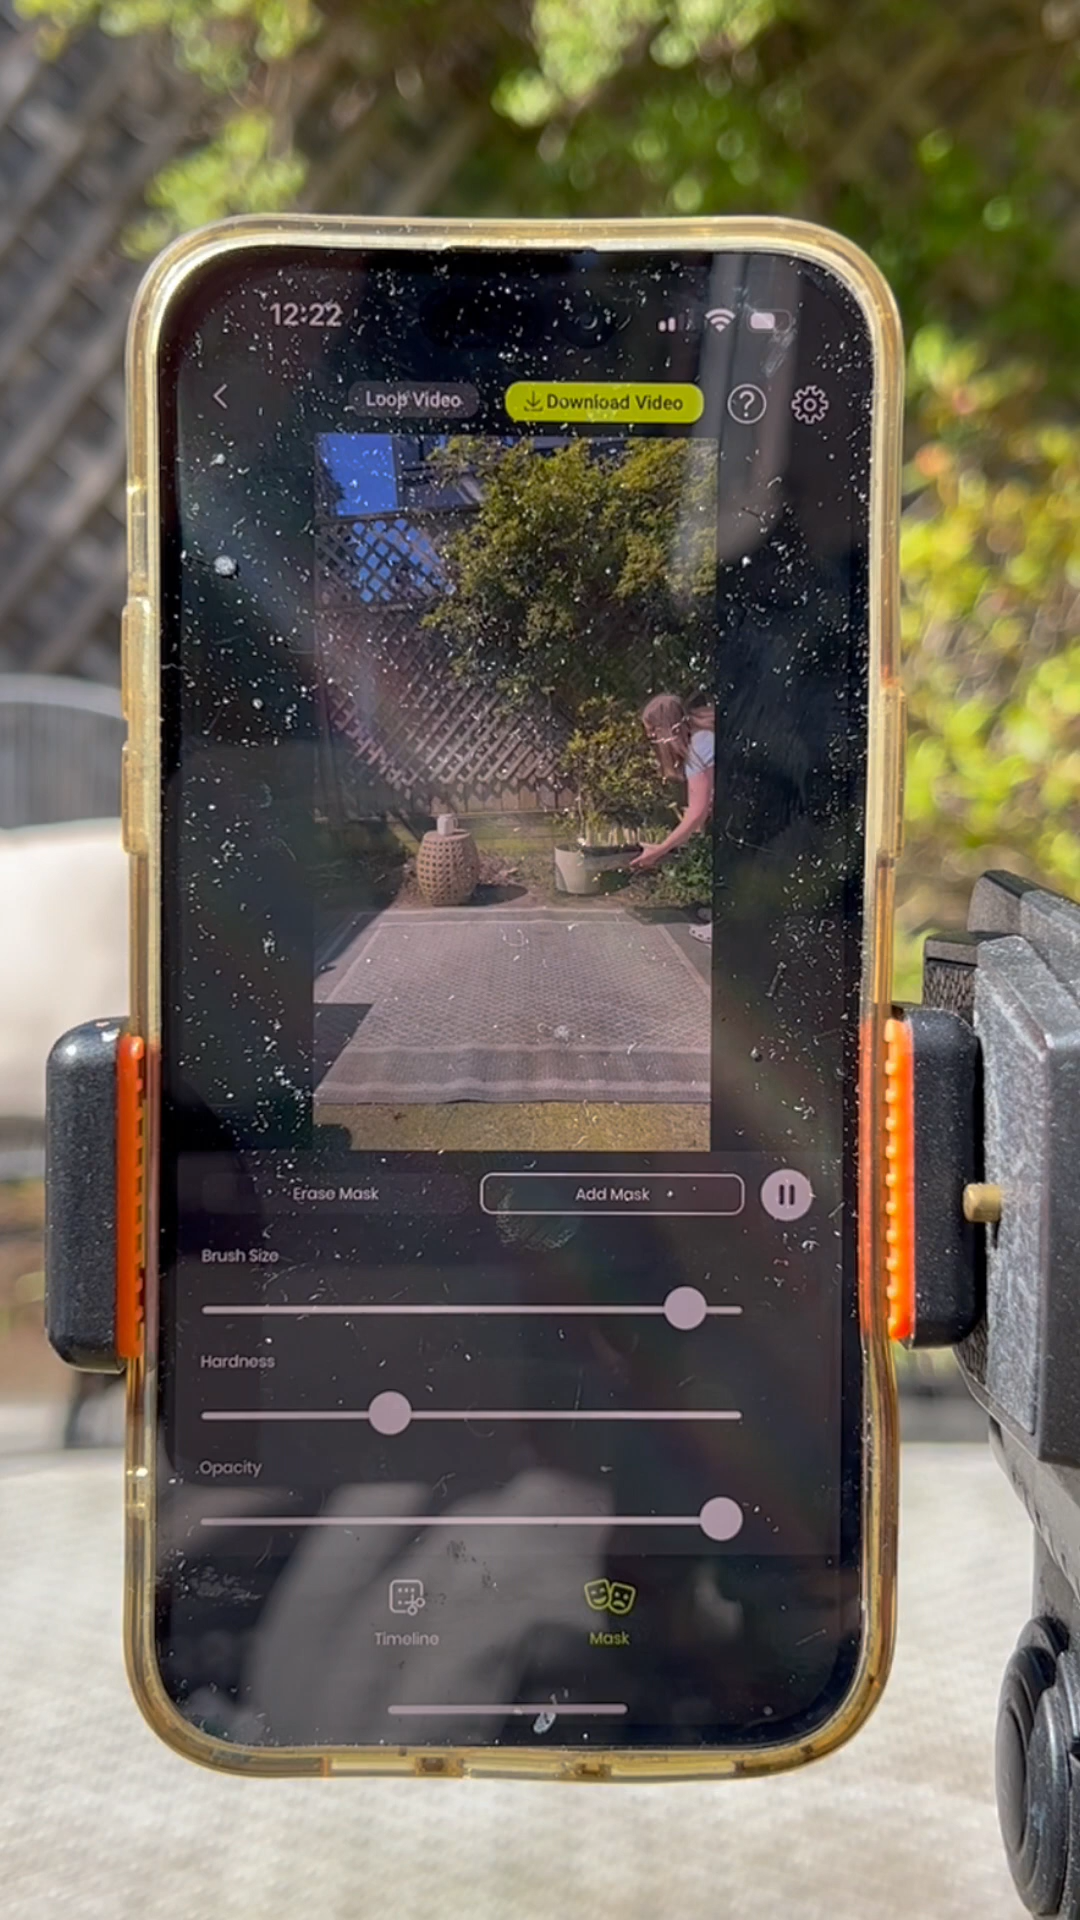 12:22
Loop Video
Download Video
?
Erase Mask
Add Mask
Brush Size
Hardness
Opacity
Timeline
Mask